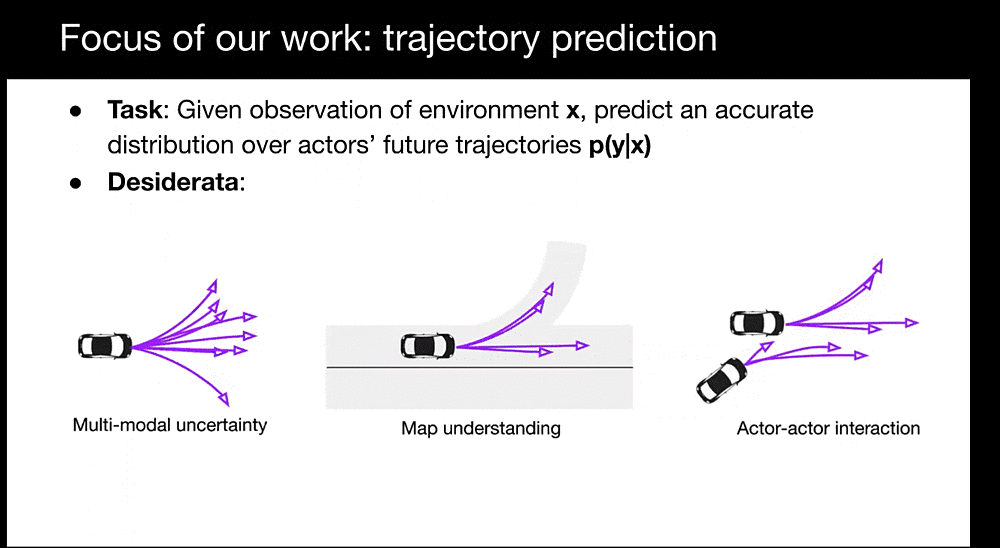 Focus of our work: trajectory prediction
● Task: Given observation of environment x, predict an accurate
distribution over actors' future trajectories p(y|x)
● Desiderata:
Multi-modal uncertainty
Map understanding
Actor-actor interaction